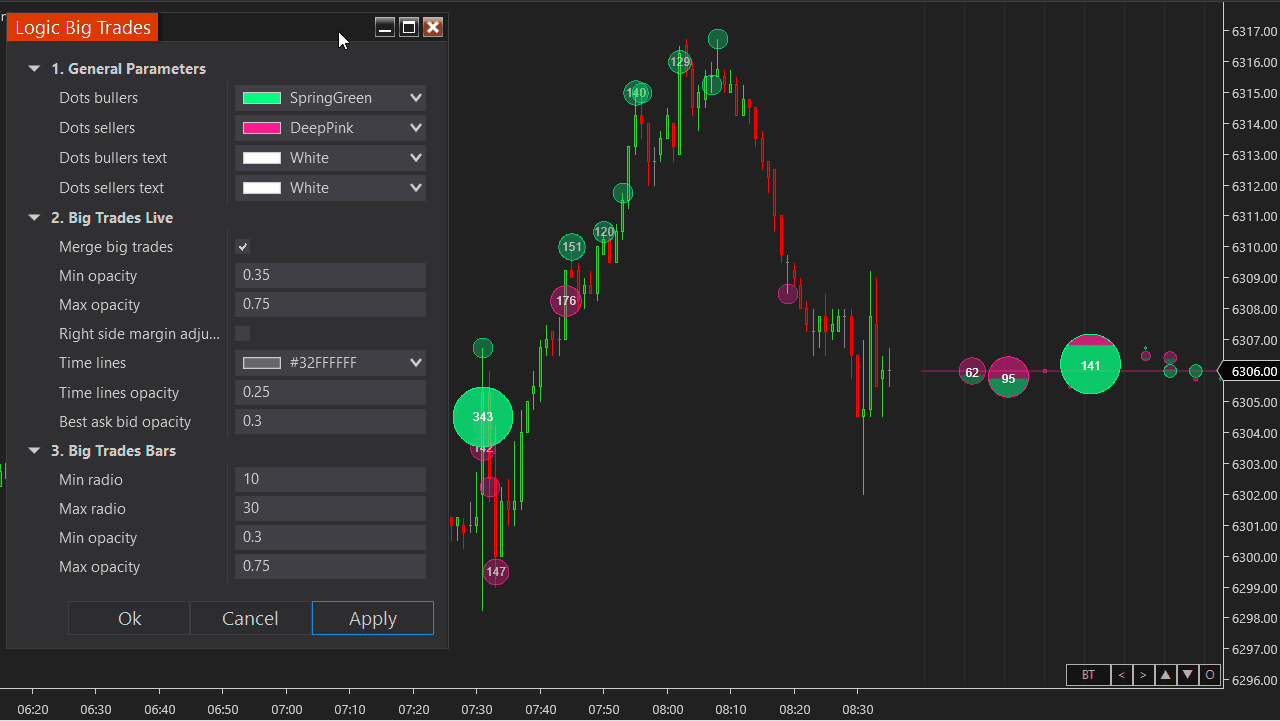 Logic Big Trades
1. General Parameters
Dots bullers SpringGreen
Dots sellers DeepPink
Dots bullers text White
Dots sellers text White
2. Big Trades Live
Merge big trades
Min opacity 0.35
Max opacity 0.75
Right side margin adju...
Time lines #32FFFFFF
Time lines opacity 0.25
Best ask bid opacity 0.3
3. Big Trades Bars
Min radio 10
Max radio 30
Min opacity 0.3
Max opacity 0.75
Ok Cancel Apply
129
140
151
120
176
343
142
147
62
95
141
6317.00
6316.00
6315.00
6314.00
6313.00
6312.00
6311.00
6310.00
6309.00
6308.00
6307.00
6306.00
6305.00
6304.00
6303.00
6302.00
6301.00
6300.00
6299.00
6298.00
6297.00
6296.00
BT < > ▲ ▼ O
06:20 06:30 06:40 06:50 07:00 07:10 07:20 07:30 07:40 07:50 08:00 08:10 08:20 08:30